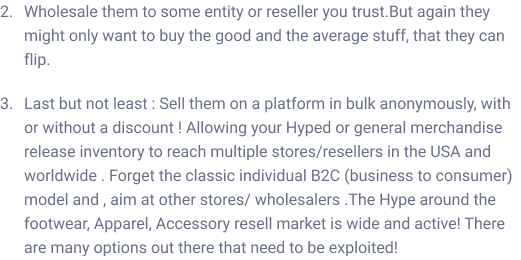 2. Wholesale them to some entity or reseller you trust.But again they
might only want to buy the good and the average stuff, that they can
flip.
3. Last but not least : Sell them on a platform in bulk anonymously, with
or without a discount ! Allowing your Hyped or general merchandise
release inventory to reach multiple stores/resellers in the USA and
worldwide . Forget the classic individual B2C (business to consumer)
model and , aim at other stores/ wholesalers .The Hype around the
footwear, Apparel, Accessory resell market is wide and active! There
are many options out there that need to be exploited!